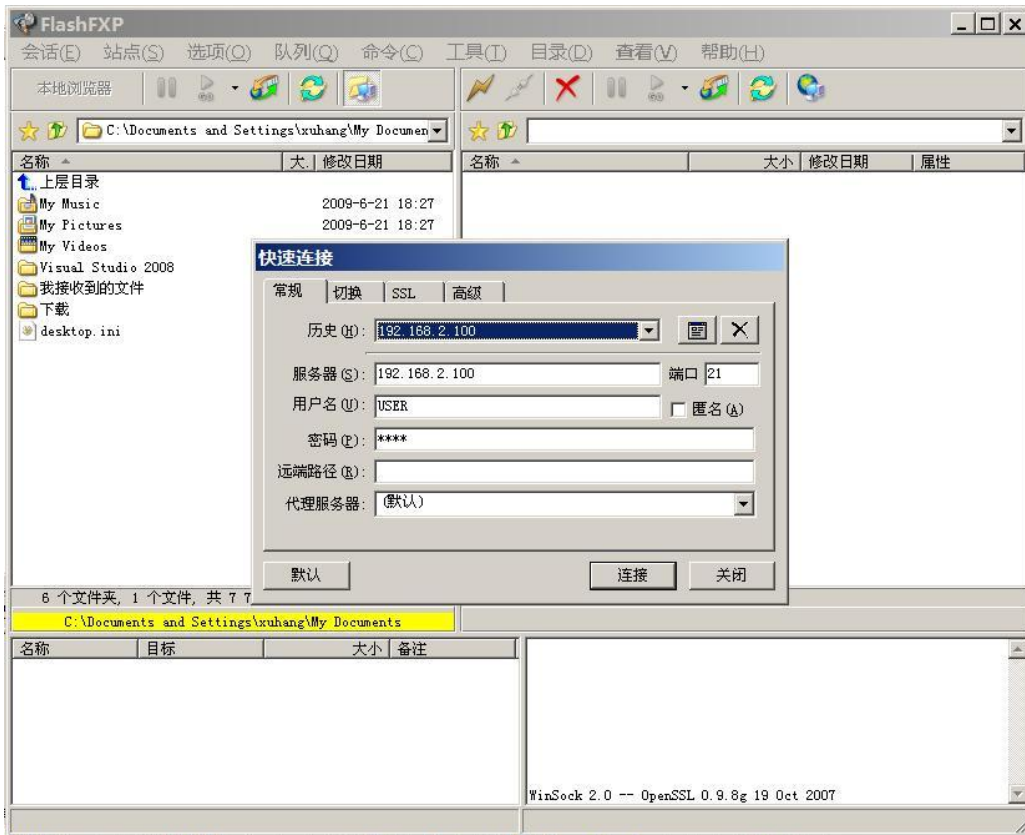 FlashFXP
会话(E) 站点(S) 选项(O) 队列(Q) 命令(C) 工具(T) 目录(D) 查看(V) 帮助(H)
本地浏览器
C:\Documents and Settings\xuhang\My Documen
名称 大. 修改日期 名称 大小 修改日期 属性
上层目录
My Music 2009-6-21 18:27
My Pictures 2009-6-21 18:27
My Videos
Visual Studio 2008
我接收到的文件
下载
desktop.ini
快速连接
常规 切换 SSL 高级
历史(H): 192.168.2.100
服务器(S): 192.168.2.100 端口 21
用户名(U): USER 匿名(A)
密码(P): ****
远端路径(R):
代理服务器: (默认)
默认 连接 关闭
6 个文件夹, 1 个文件, 共 7
C:\Documents and Settings\xuhang\My Documents
名称 目标 大小 备注
WinSock 2.0 -- OpenSSL 0.9.8g 19 Oct 2007